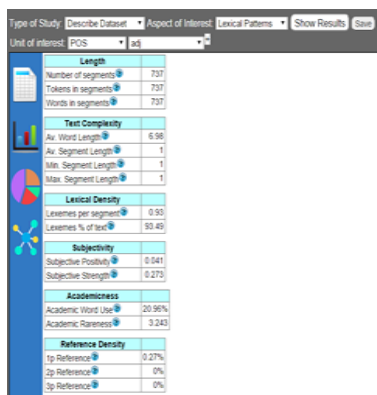 Type of Study: Describe Dataset Aspect of Interest: Lexical Patterns Show Results Save
Unit of interest: POS adj
Length
Number of segments 737
Tokens in segments 737
Words in segments 737
Text Complexity
Av. Word Length 6.98
Av. Segment Length 1
Min. Segment Length 1
Max. Segment Length 1
Lexical Density
Lexemes per segment 0.93
Lexemes % of text 93.49
Subjectivity
Subjective Positivity 0.041
Subjective Strength 0.273
Academicness
Academic Word Use 20.96%
Academic Rareness 3.243
Reference Density
1p Reference 0.27%
2p Reference 0%
3p Reference 0%